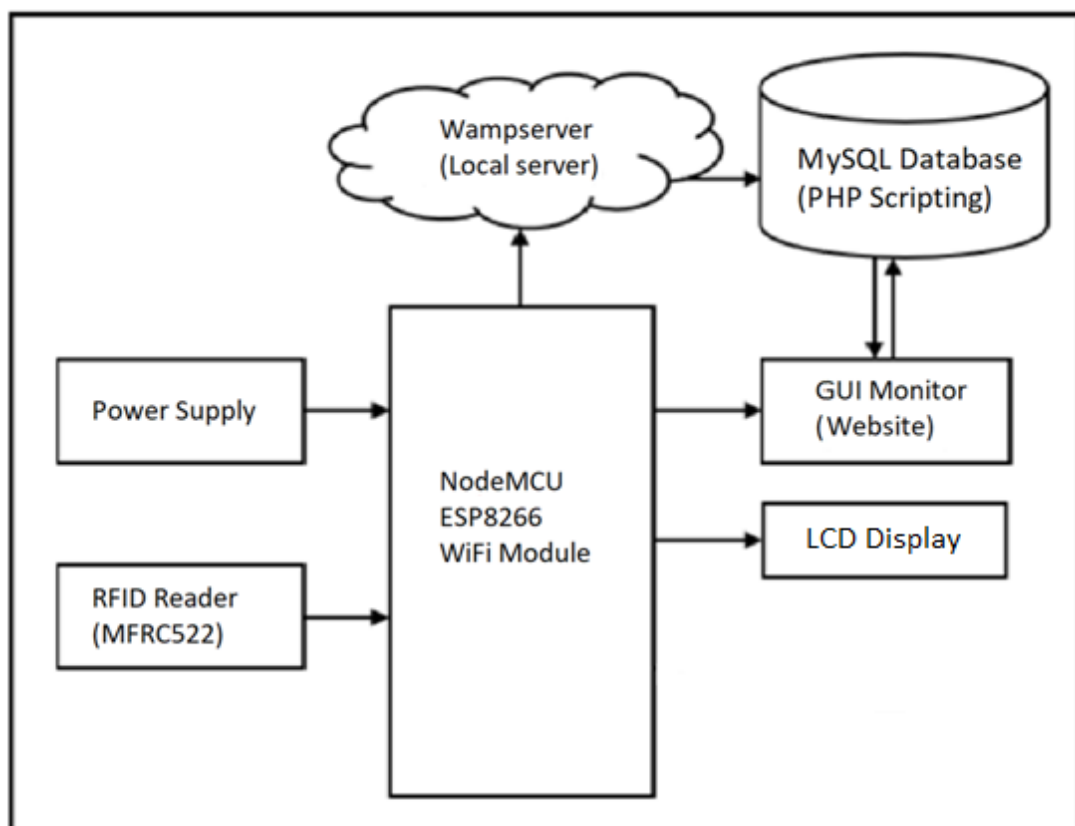 Wampserver
(Local server)
MySQL Database
(PHP Scripting)
Power Supply
GUI Monitor
(Website)
NodeMCU
ESP8266
WiFi Module
LCD Display
RFID Reader
(MFRC522)